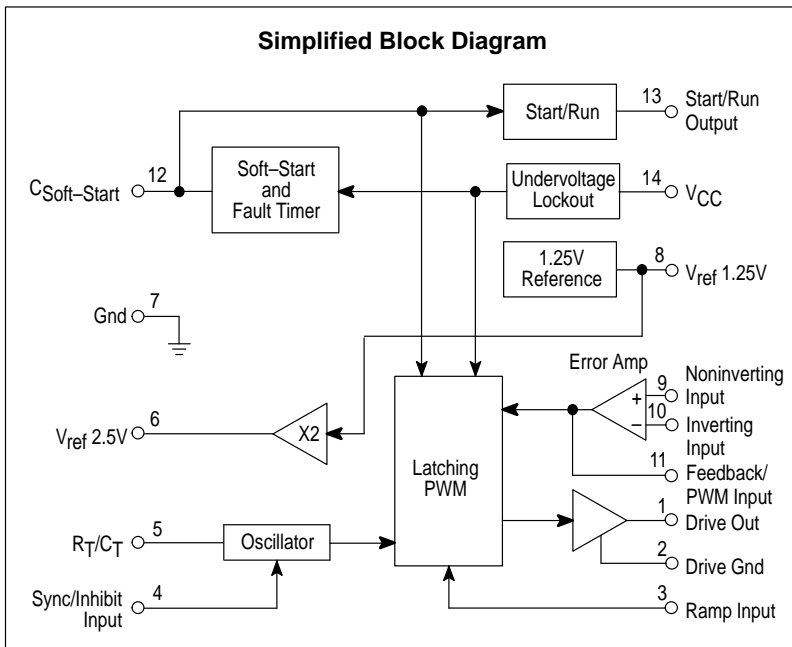 Simplified Block Diagram
13
Start/Run
Output
Start/Run
12
CSoft–Start
Soft–Start
and
Fault Timer
Undervoltage
Lockout
14
VCC
1.25V
Reference
8
Vref 1.25V
7
Gnd
Error Amp
9
Noninverting
Input
+
10
–
Inverting
Input
6
Vref 2.5V
X2
Latching
PWM
11
Feedback/
PWM Input
1
Drive Out
5
RT/CT
Oscillator
2
Drive Gnd
4
Sync/Inhibit
Input
3
Ramp Input